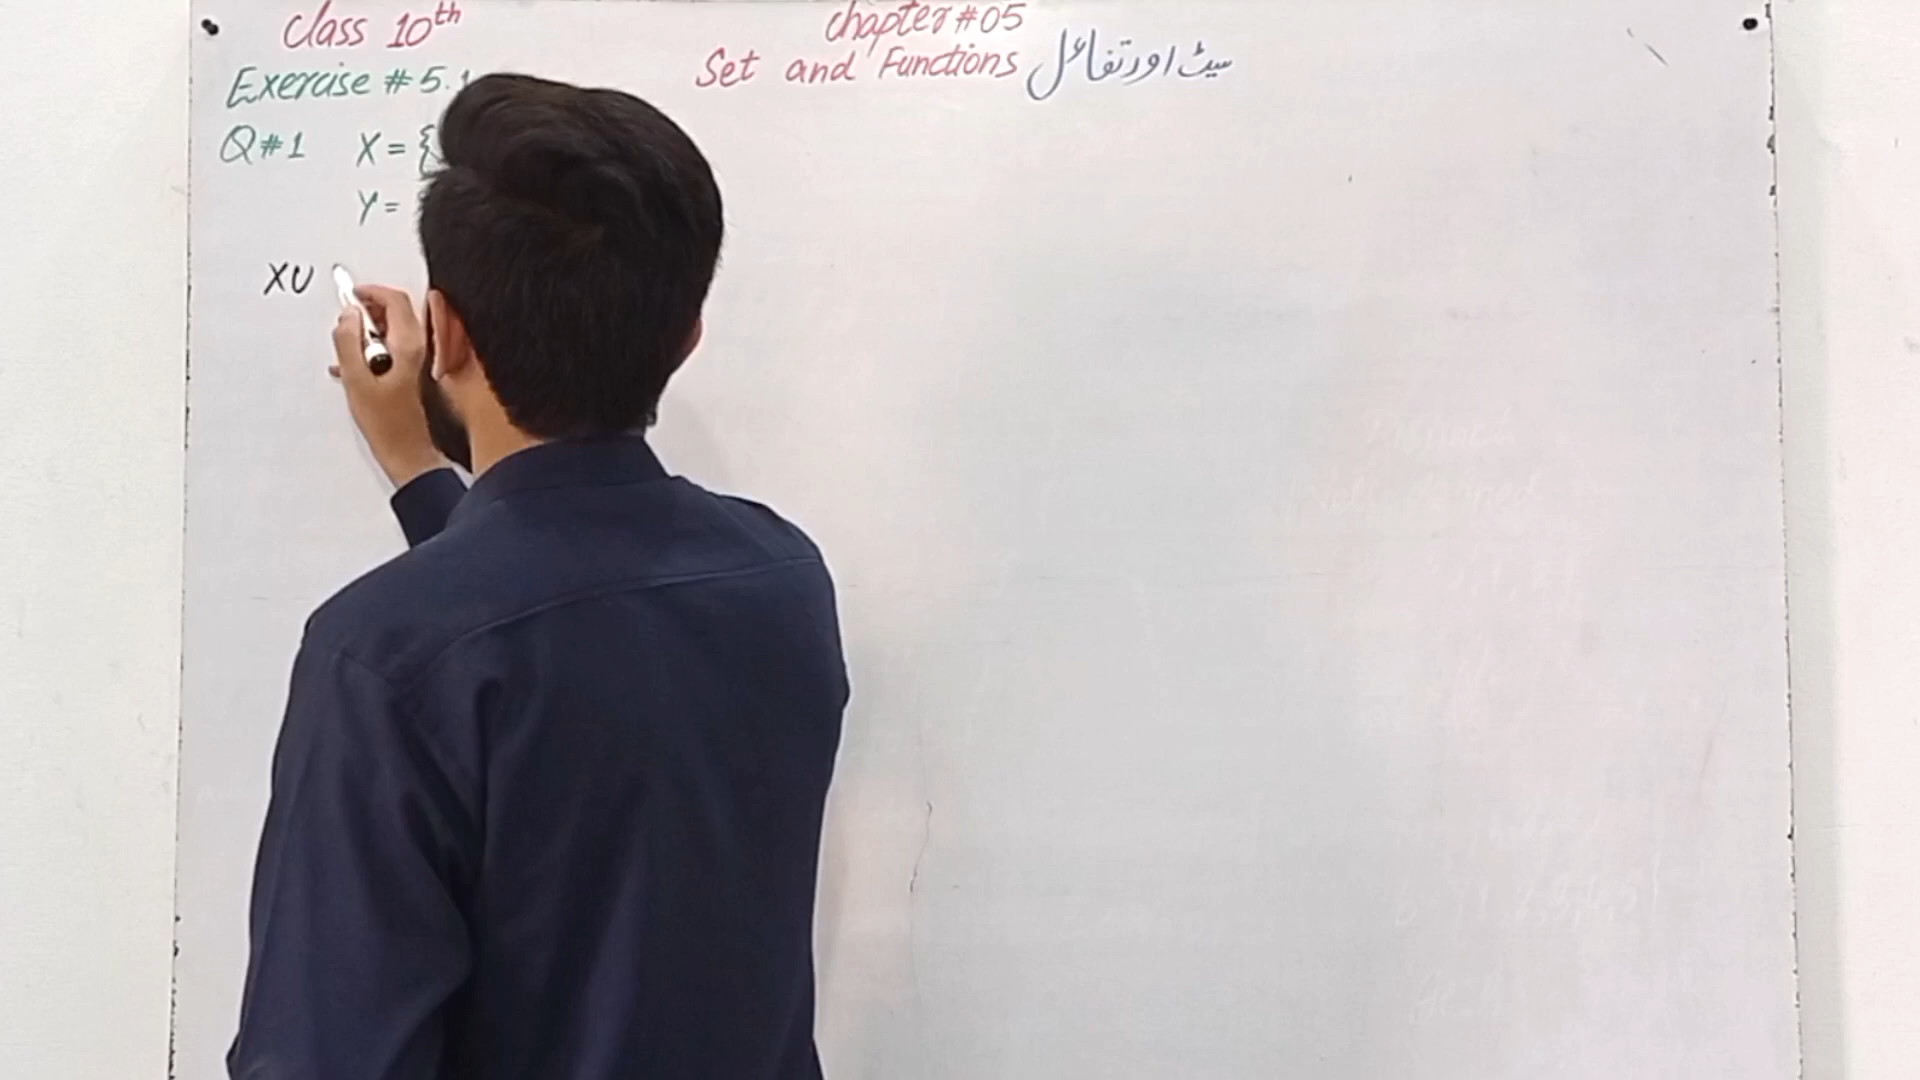 Class 10th
Chapter #05
Exercise #5.1
Set and Functions سیٹ اور تفاعل
Q#1 X = {
Y =
XU